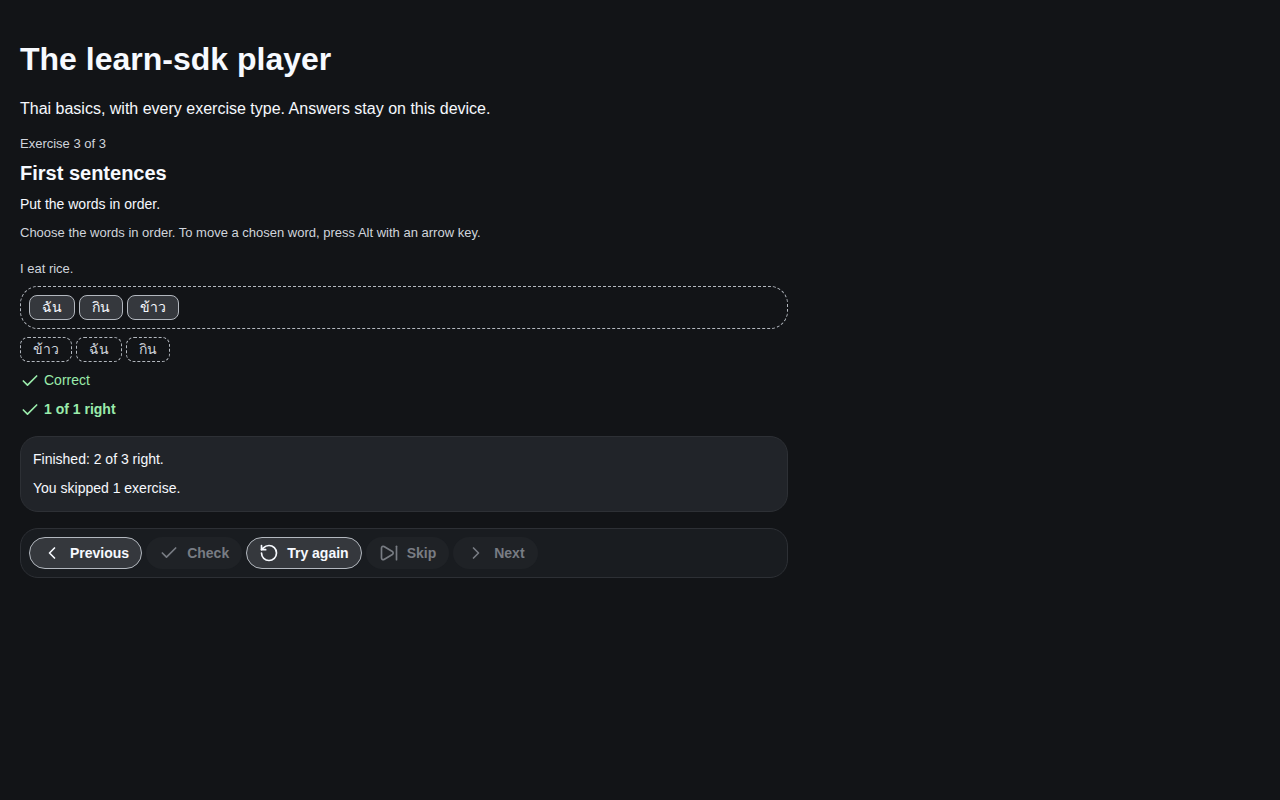 The learn-sdk player
Thai basics, with every exercise type. Answers stay on this device.
Exercise 3 of 3
First sentences
Put the words in order.
Choose the words in order. To move a chosen word, press Alt with an arrow key.
I eat rice.
ฉัน กิน ข้าว
ข้าว ฉัน กิน
Correct
1 of 1 right
Finished: 2 of 3 right.
You skipped 1 exercise.
Previous Check Try again Skip Next